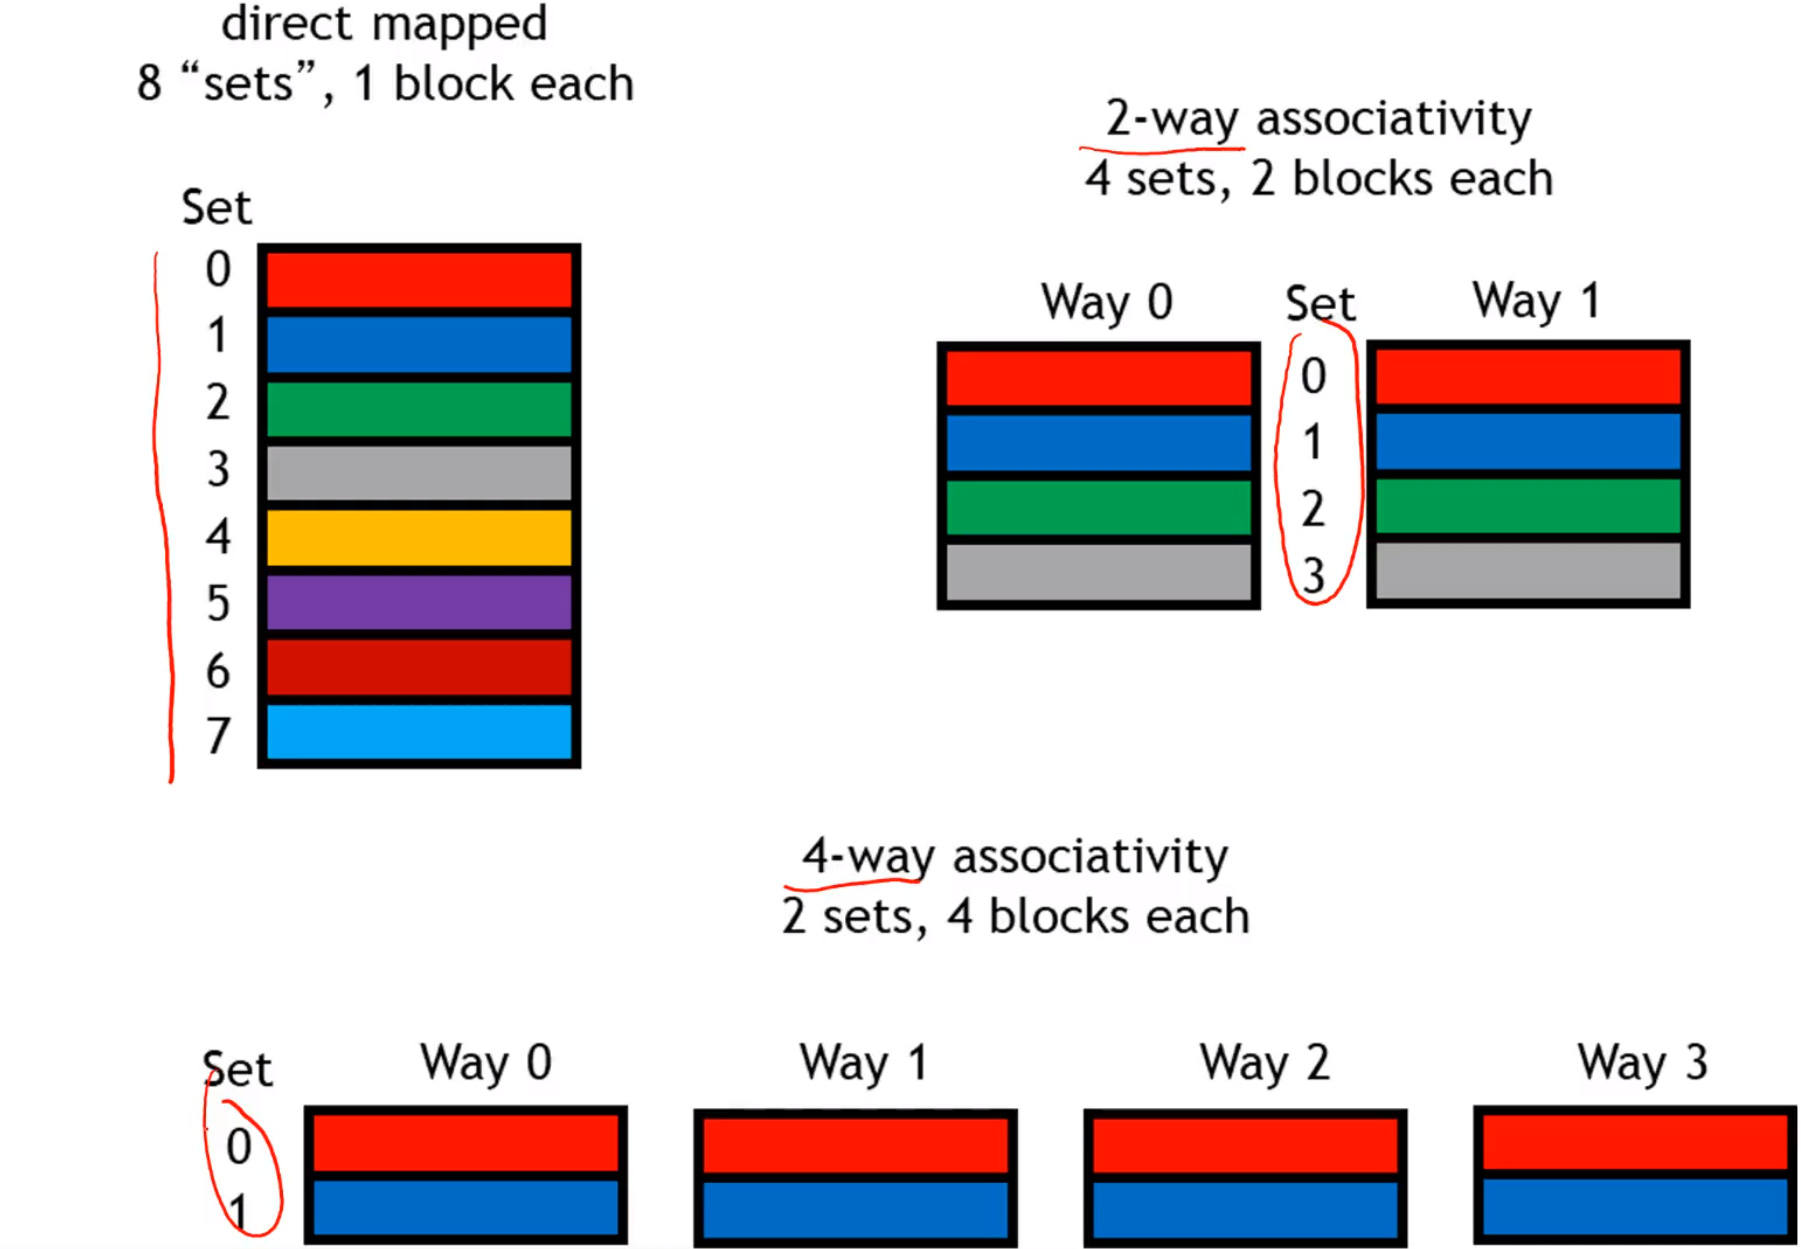 direct mapped
8 “sets”, 1 block each
Set
0
1
2
3
4
5
6
7
2-way associativity
4 sets, 2 blocks each
Way 0 Set Way 1
0
1
2
3
4-way associativity
2 sets, 4 blocks each
Set Way 0 Way 1 Way 2 Way 3
0
1